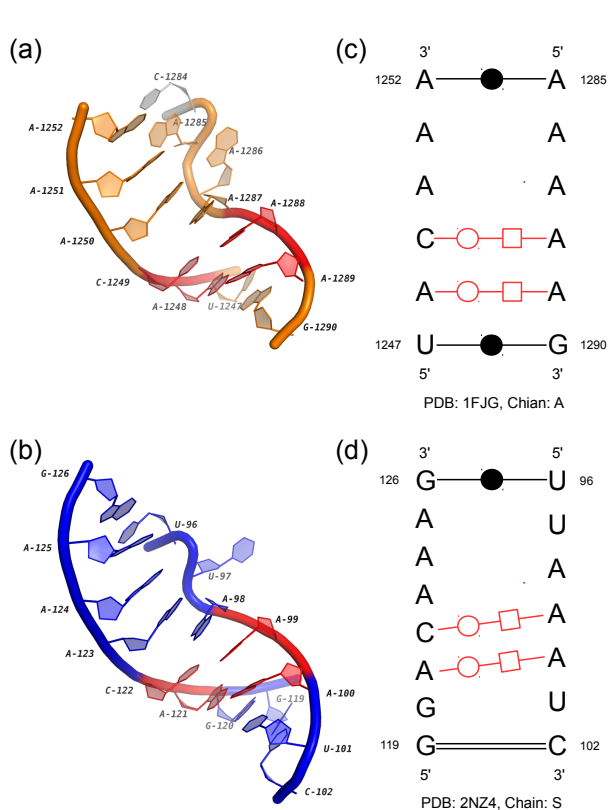 (a)
C-1284
A-1252
A-1285
A-1286
A-1251
A-1287
A-1288
A-1250
C-1249
A-1289
A-1248
U-1247
G-1290
(c)
3' 5'
1252 A A 1285
A A
A A
C A
A A
1247 U G 1290
5' 3'
PDB: 1FJG, Chian: A
(b)
G-126
U-96
A-125
U-97
A-98
A-124
A-99
A-123
C-122
A-121
A-100
G-119
G-120
U-101
C-102
(d)
3' 5'
126 G U 96
A U
A A
A A
C A
A U
G C 102
119 G
5' 3'
PDB: 2NZ4, Chain: S